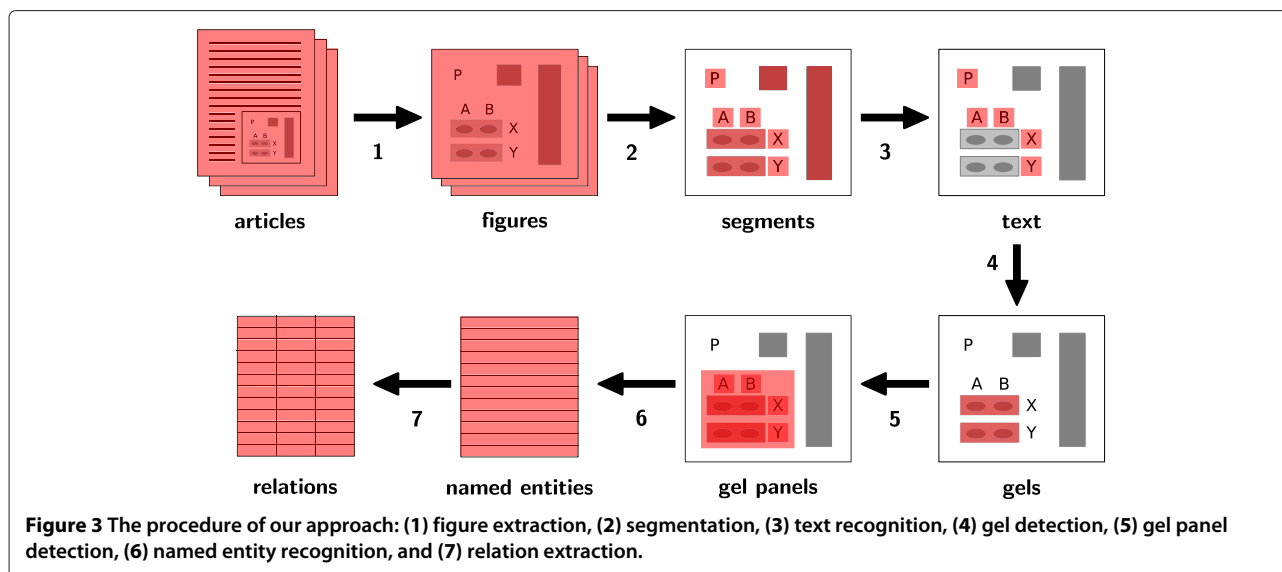 P
A B
X
Y
1
articles
P
A B
X
Y
2
figures
P
A B
X
Y
3
segments
P
A B
X
Y
text
4
relations
7
named entities
6
P
A B
X
Y
gel panels
5
P
A B
X
Y
gels
Figure 3 The procedure of our approach: (1) figure extraction, (2) segmentation, (3) text recognition, (4) gel detection, (5) gel panel
detection, (6) named entity recognition, and (7) relation extraction.